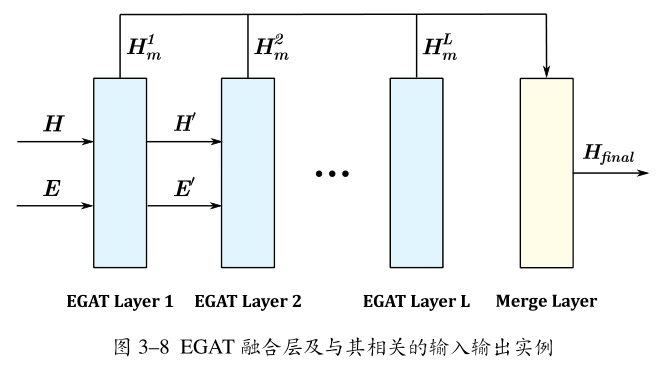 H_m^1 H_m^2 H_m^L
H H′ H_final
E E′
...
EGAT Layer 1 EGAT Layer 2 EGAT Layer L Merge Layer
图 3–8 EGAT 融合层及与其相关的输入输出实例